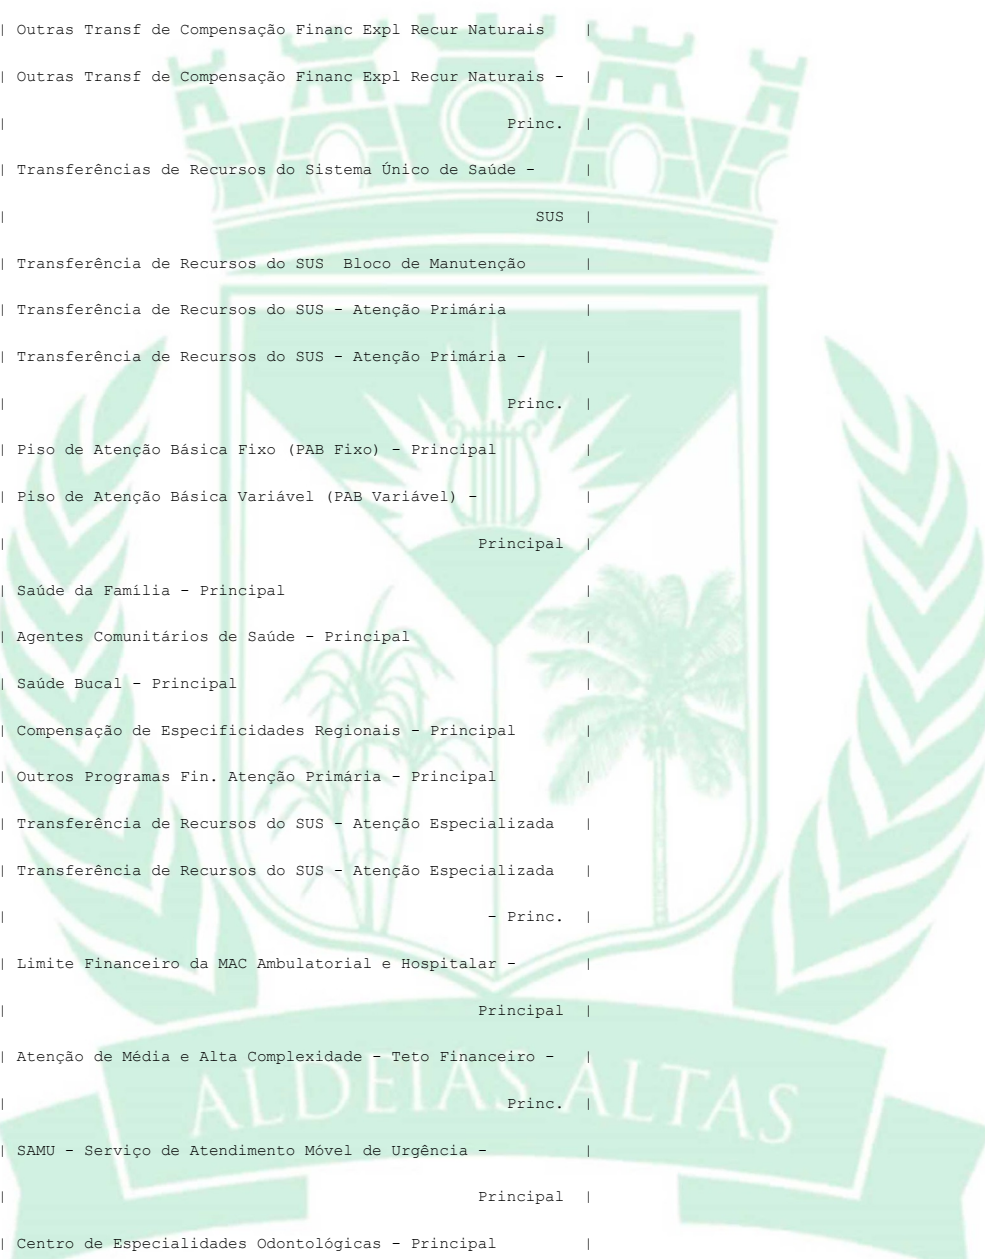 | Outras Transf de Compensação Financ Expl Recur Naturais |
| Outras Transf de Compensação Financ Expl Recur Naturais - |
| Princ. |
| Transferências de Recursos do Sistema Único de Saúde - |
| SUS |
| Transferência de Recursos do SUS  Bloco de Manutenção |
| Transferência de Recursos do SUS - Atenção Primária |
| Transferência de Recursos do SUS - Atenção Primária - |
| Princ. |
| Piso de Atenção Básica Fixo (PAB Fixo) - Principal |
| Piso de Atenção Básica Variável (PAB Variável) - |
| Principal |
| Saúde da Família - Principal |
| Agentes Comunitários de Saúde - Principal |
| Saúde Bucal - Principal |
| Compensação de Especificidades Regionais - Principal |
| Outros Programas Fin. Atenção Primária - Principal |
| Transferência de Recursos do SUS - Atenção Especializada |
| Transferência de Recursos do SUS - Atenção Especializada |
| - Princ. |
| Limite Financeiro da MAC Ambulatorial e Hospitalar - |
| Principal |
| Atenção de Média e Alta Complexidade - Teto Financeiro - |
| Princ. |
ALDEIAS ALTAS
| SAMU - Serviço de Atendimento Móvel de Urgência - |
| Principal |
| Centro de Especialidades Odontológicas - Principal |